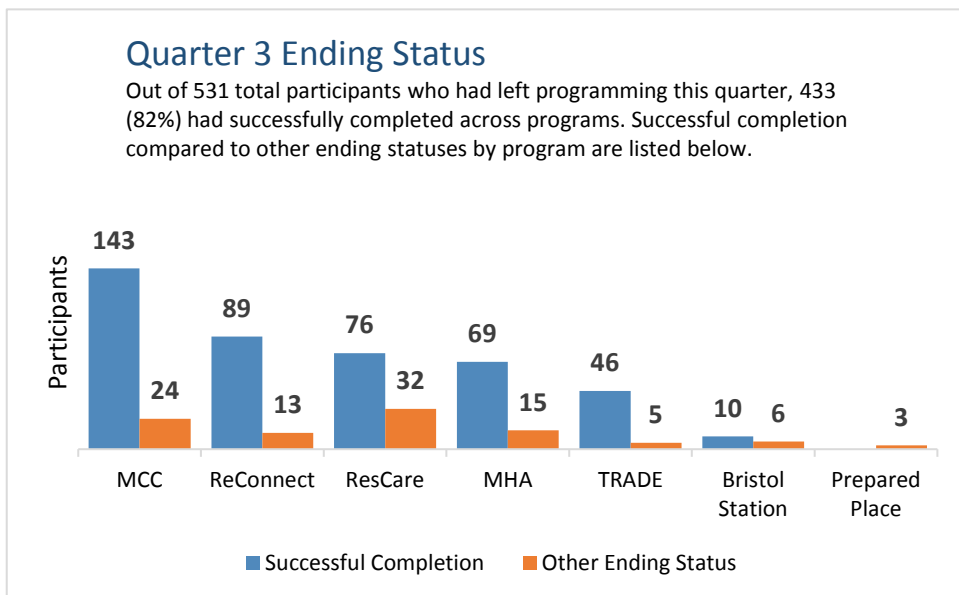 Quarter 3 Ending Status
Out of 531 total participants who had left programming this quarter, 433
(82%) had successfully completed across programs. Successful completion
compared to other ending statuses by program are listed below.
Participants
143
24
89
13
76
32
69
15
46
5
10
6
3
MCC
ReConnect
ResCare
MHA
TRADE
Bristol
Station
Prepared
Place
Successful Completion
Other Ending Status